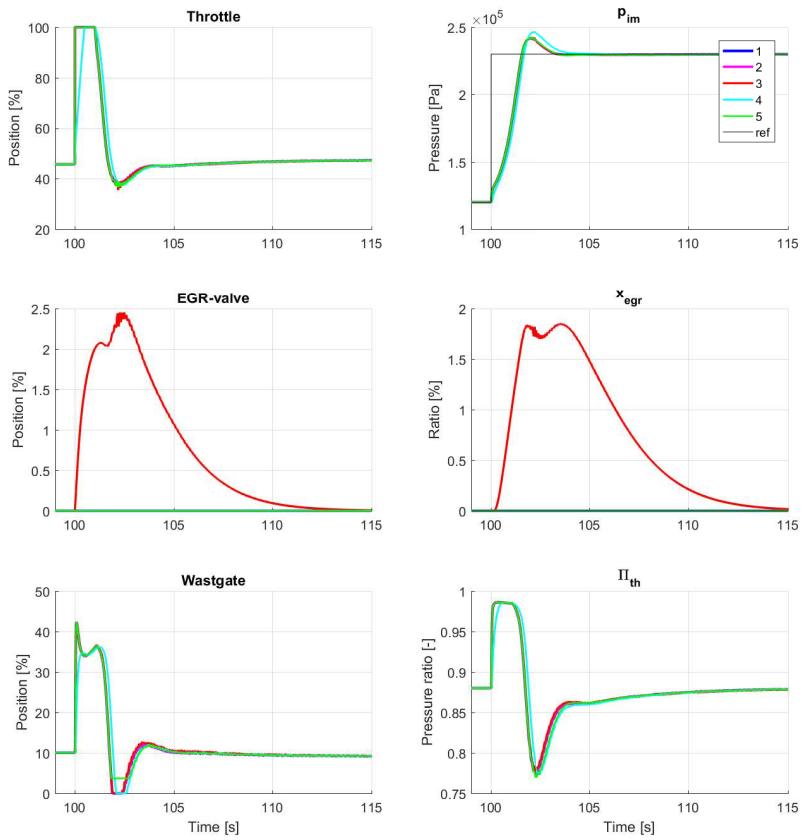 Throttle
100
80
60
40
20
Position [%]
100 105 110 115
p_im
×10^5
2.5
2
1.5
1
Pressure [Pa]
100 105 110 115
1
2
3
4
5
ref
EGR-valve
2.5
2
1.5
1
0.5
0
Position [%]
100 105 110 115
x_egr
2
1.5
1
0.5
0
Ratio [%]
100 105 110 115
Wastgate
50
40
30
20
10
0
Position [%]
100 105 110 115
Time [s]
Π_th
1
0.95
0.9
0.85
0.8
0.75
Pressure ratio [-]
100 105 110 115
Time [s]